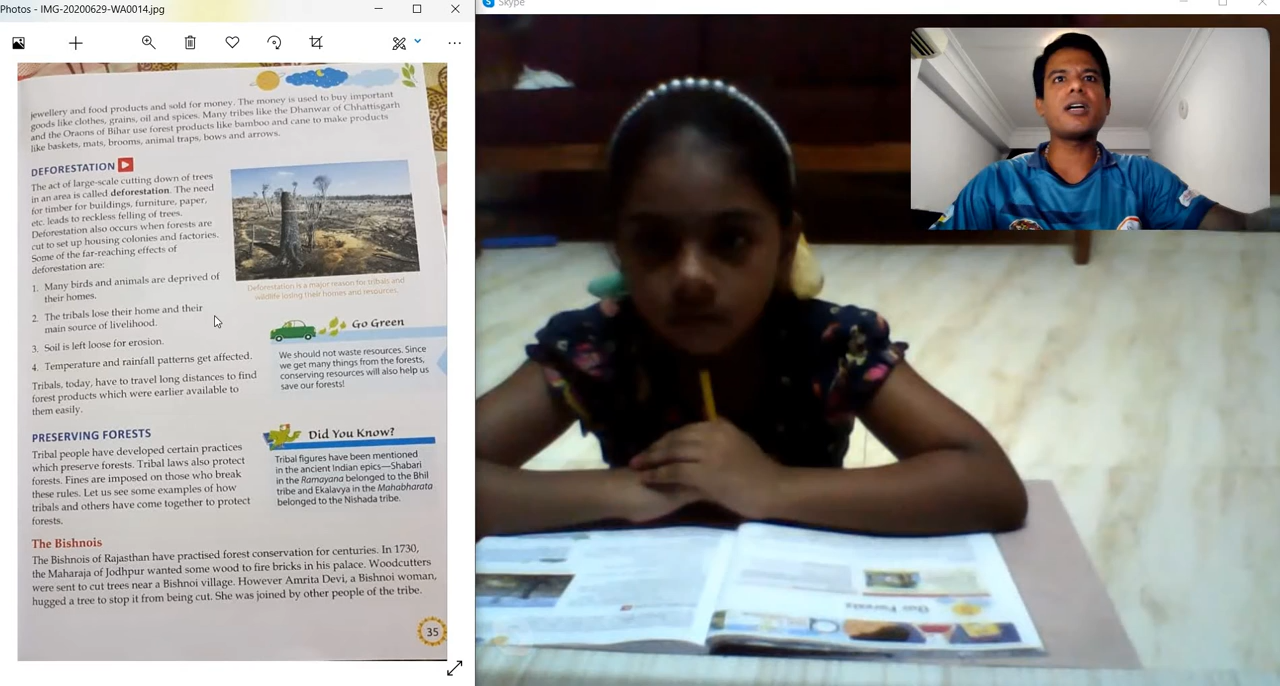 Photos - IMG-20200629-WA0014.jpg
Skype
jewellery and food products and sold for money. The money is used to buy important
goods like clothes, grains, oil and spices. Many tribes like the Dhanwar of Chhattisgarh
and the Oraons of Bihar use forest products like bamboo and cane to make products
like baskets, mats, brooms, animal traps, bows and arrows.
DEFORESTATION
The act of large-scale cutting down of trees
in an area is called deforestation. The need
for timber for buildings, furniture, paper,
etc. leads to reckless felling of trees.
Deforestation also occurs when forests are
cut to set up housing colonies and factories.
Some of the far-reaching effects of
deforestation are:
1. Many birds and animals are deprived of
their homes.
2. The tribals lose their home and their
main source of livelihood.
3. Soil is left loose for erosion.
4. Temperature and rainfall patterns get affected.
Tribals, today, have to travel long distances to find
forest products which were earlier available to
them easily.
Deforestation is a major reason for tribals and
wildlife losing their houses and resources.
Go Green
We should not waste resources. Since
we get many things from the forests,
conserving resources will also help us
save our forests!
PRESERVING FORESTS
Tribal people have developed certain practices
which preserve forests. Tribal laws also protect
forests. Fines are imposed on those who break
these rules. Let us see some examples of how
tribals and others have come together to protect
forests.
Did You Know?
Tribal figures have been mentioned
in the ancient Indian epics—Shabari
in the Ramayana belonged to the Bhil
tribe and Ekalavya in the Mahabharata
belonged to the Nishada tribe.
The Bishnois
The Bishnois of Rajasthan have practised forest conservation for centuries. In 1730,
the Maharaja of Jodhpur wanted some wood to fire bricks in his palace. Woodcutters
were sent to cut trees near a Bishnoi village. However Amrita Devi, a Bishnoi woman,
hugged a tree to stop it from being cut. She was joined by other people of the tribe.
35
Our Forests